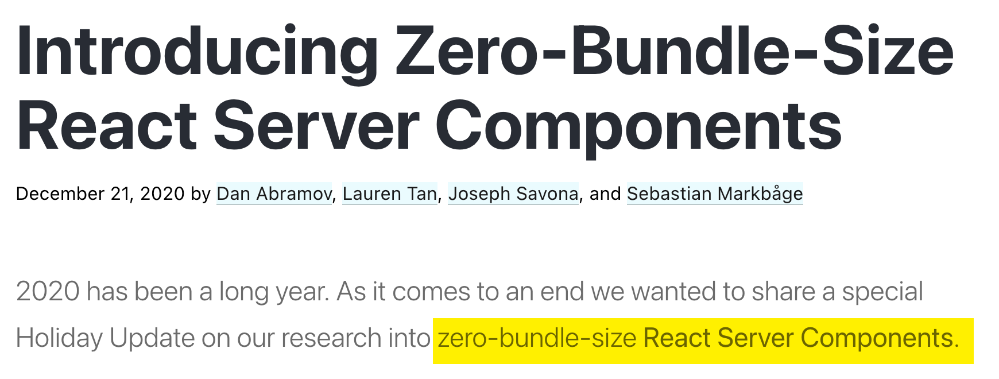 Introducing Zero-Bundle-Size
React Server Components
December 21, 2020 by Dan Abramov, Lauren Tan, Joseph Savona, and Sebastian Markbåge
2020 has been a long year. As it comes to an end we wanted to share a special
Holiday Update on our research into zero-bundle-size React Server Components.